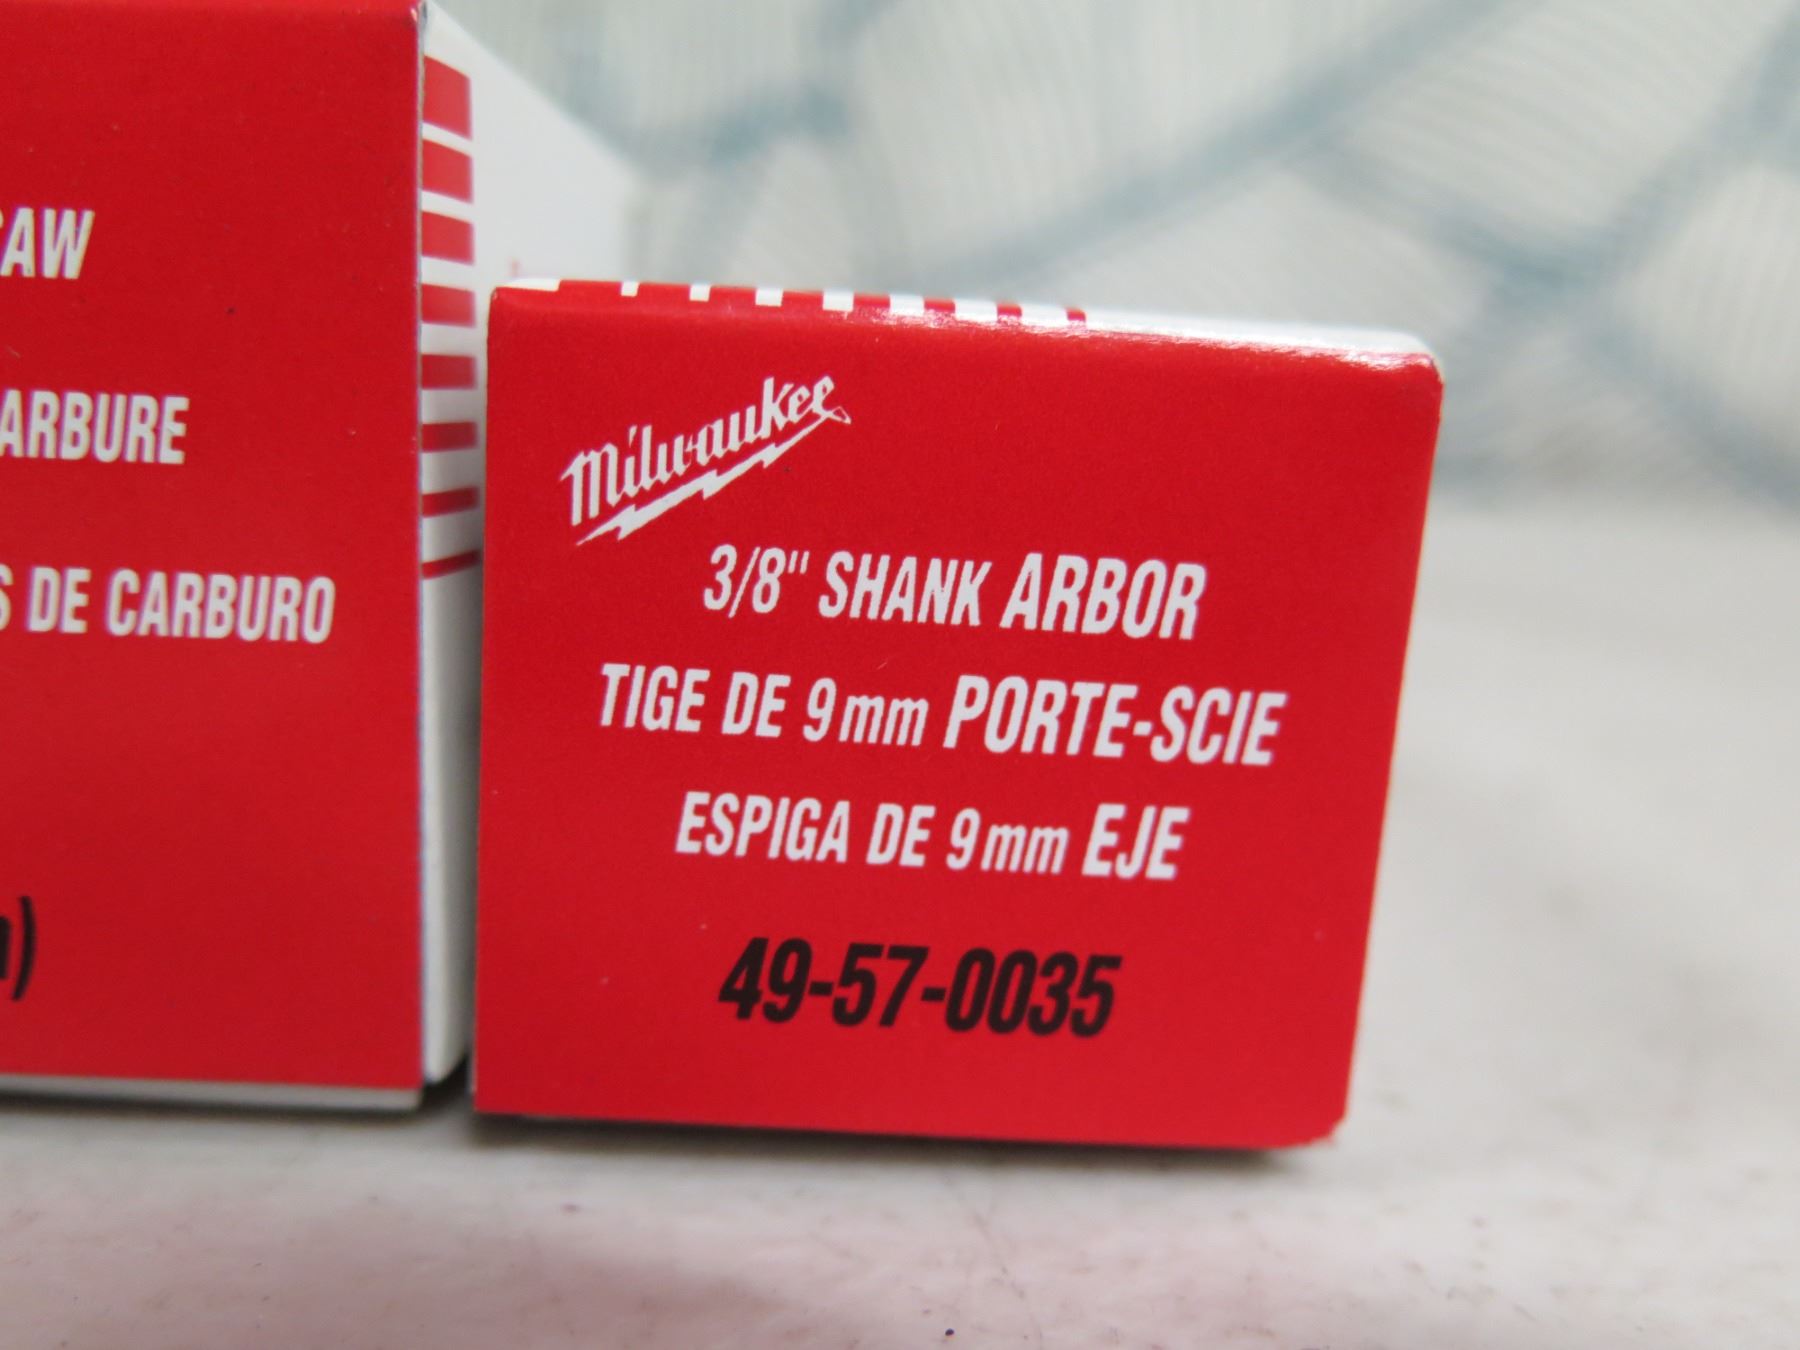 AW
ARBURE
S DE CARBURO
)
Milwaukee
3/8" SHANK ARBOR
TIGE DE 9mm PORTE-SCIE
ESPIGA DE 9mm EJE
49-57-0035